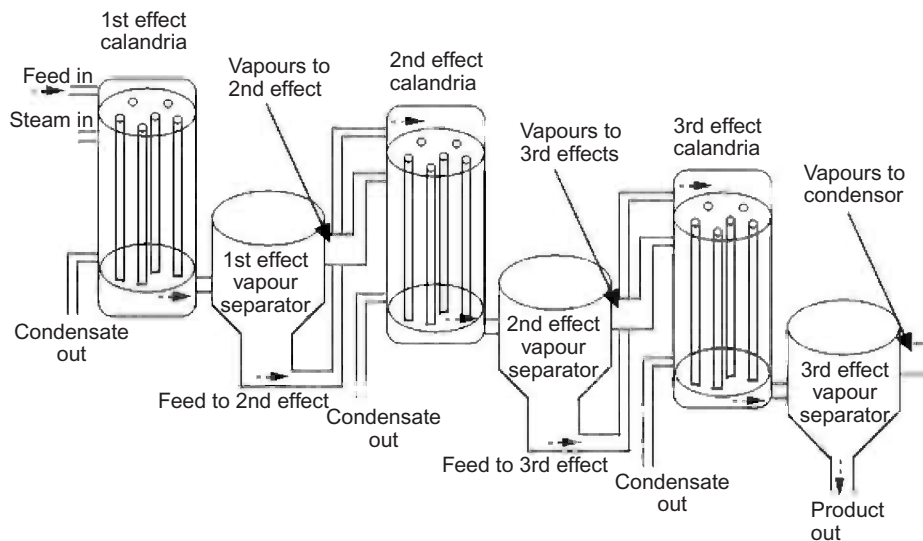 1st effect
calandria
Feed in
Steam in
Condensate
out
Vapours to
2nd effect
1st effect
vapour
separator
Feed to 2nd effect
2nd effect
calandria
Condensate
out
Vapours to
3rd effects
2nd effect
vapour
separator
Feed to 3rd effect
3rd effect
calandria
Condensate
out
Vapours to
condensor
3rd effect
vapour
separator
Product
out